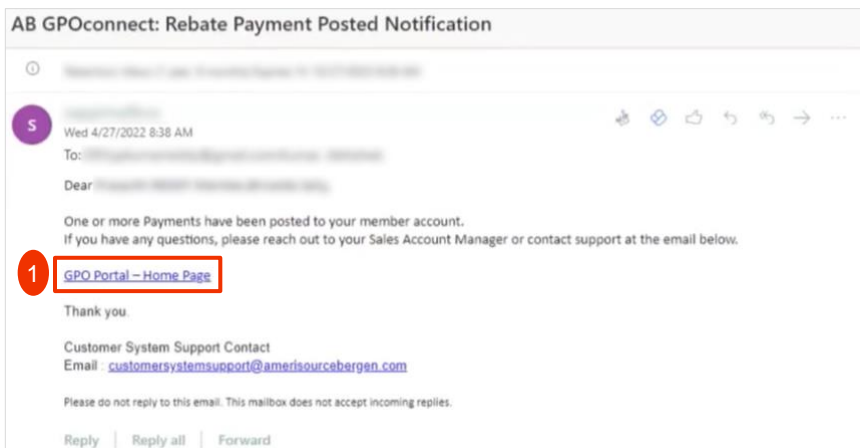 AB GPOconnect: Rebate Payment Posted Notification
S
Wed 4/27/2022 8:38 AM
To:
Dear
One or more Payments have been posted to your member account.
If you have any questions, please reach out to your Sales Account Manager or contact support at the email below.
1
GPO Portal – Home Page
Thank you.
Customer System Support Contact
Email : customersystemsupport@amerisourcebergen.com
Please do not reply to this email. This mailbox does not accept incoming replies.
Reply | Reply all | Forward